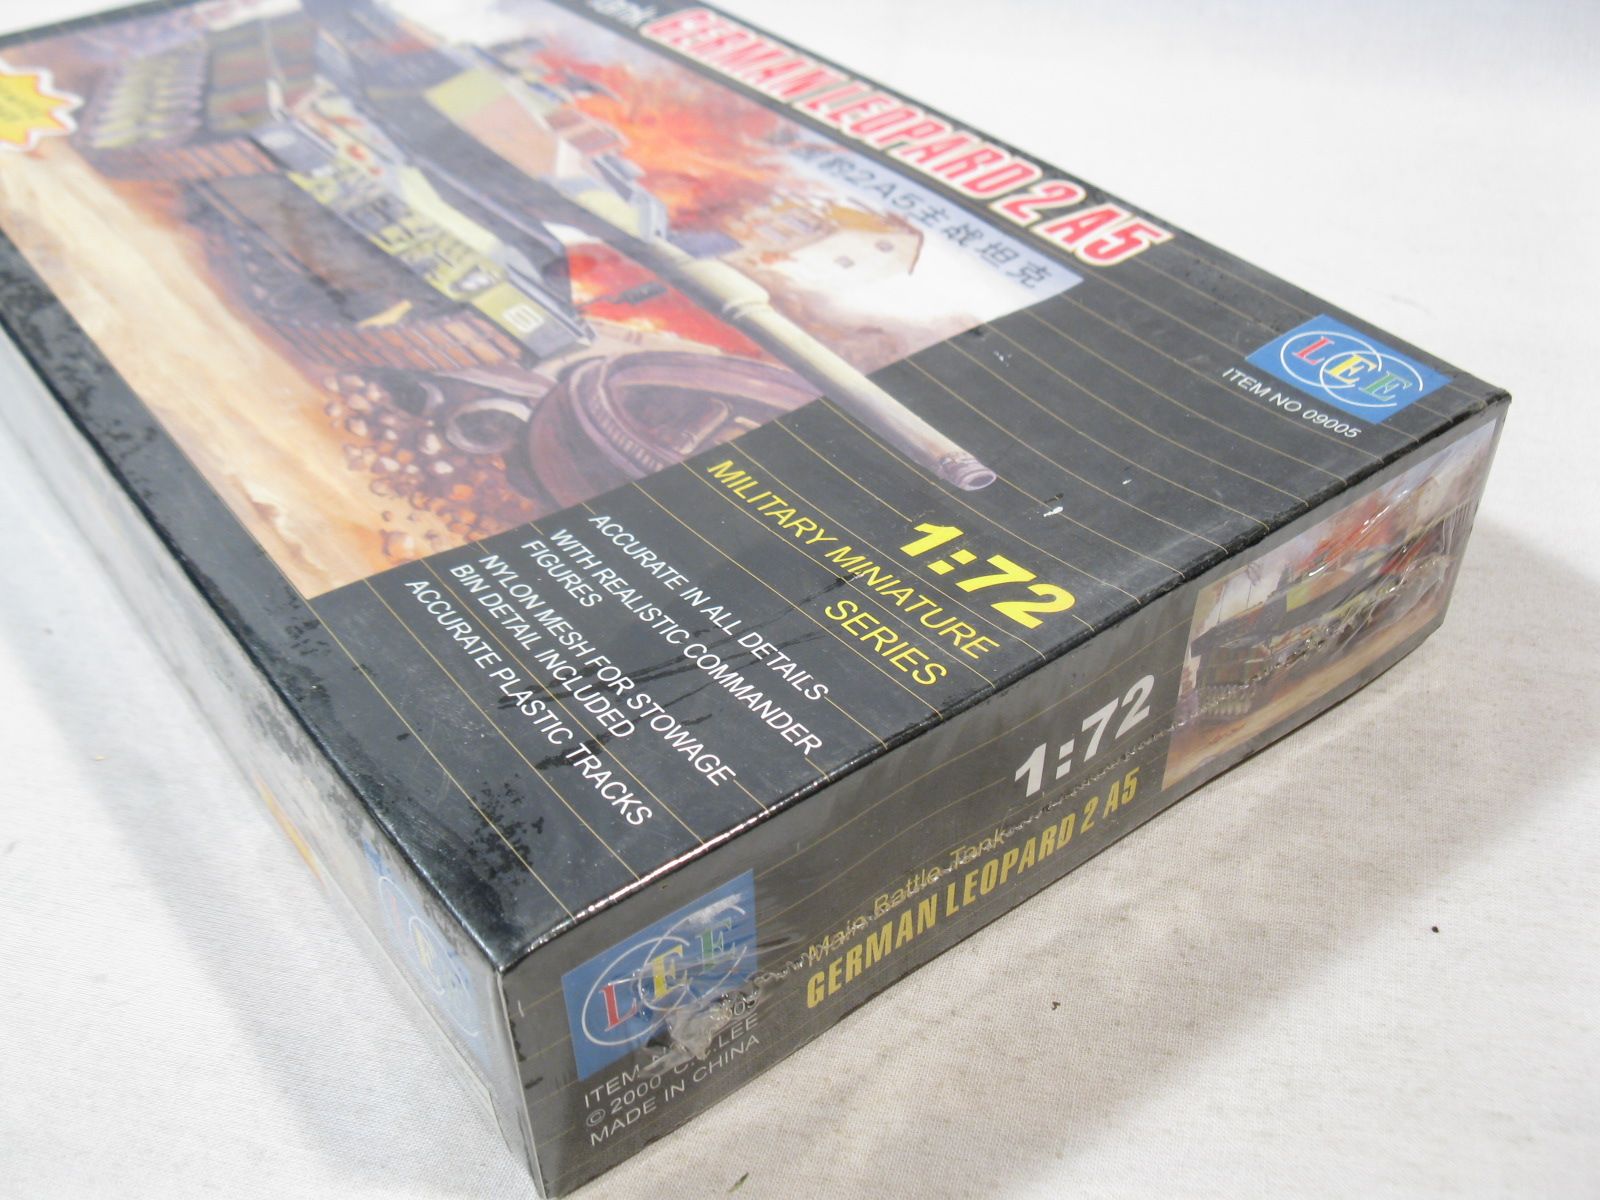 GERMAN LEOPARD 2 A5
豹2A5主战坦克
LEE
ITEM NO 09005
1:72
MILITARY MINIATURE
SERIES
ACCURATE IN ALL DETAILS
WITH REALISTIC COMMANDER
FIGURES
NYLON MESH FOR STOWAGE
BIN DETAIL INCLUDED
ACCURATE PLASTIC TRACKS
1:72
Main Battle Tank
GERMAN LEOPARD 2 A5
LEE
ITEM
© 2000 C.C.LEE
MADE IN CHINA
LEE